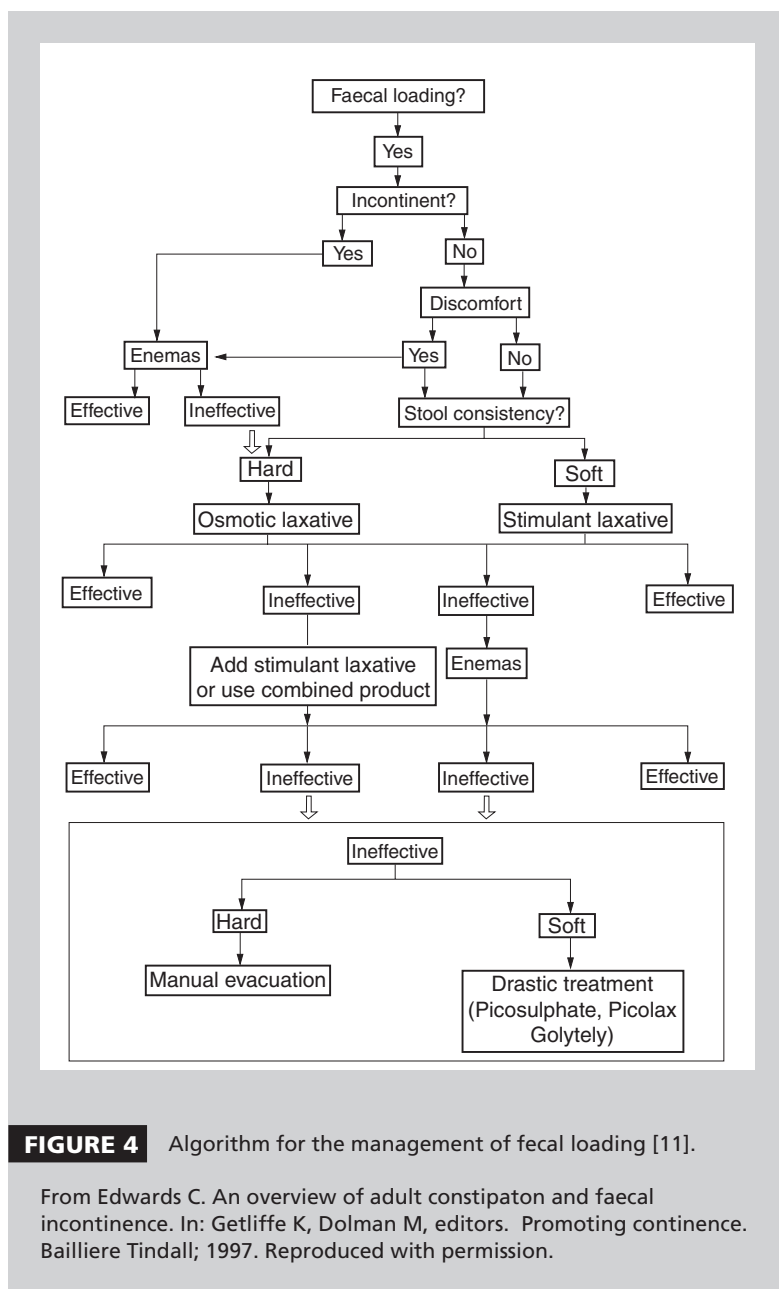 Faecal loading?
Yes
Incontinent?
Yes
No
Discomfort
Enemas
Yes
No
Effective
Ineffective
Stool consistency?
Hard
Soft
Osmotic laxative
Stimulant laxative
Effective
Ineffective
Ineffective
Effective
Add stimulant laxative
or use combined product
Enemas
Effective
Ineffective
Ineffective
Effective
Ineffective
Hard
Soft
Manual evacuation
Drastic treatment
(Picosulphate, Picolax
Golytely)
FIGURE 4 Algorithm for the management of fecal loading [11].
From Edwards C. An overview of adult constipaton and faecal
incontinence. In: Getliffe K, Dolman M, editors. Promoting continence.
Bailliere Tindall; 1997. Reproduced with permission.